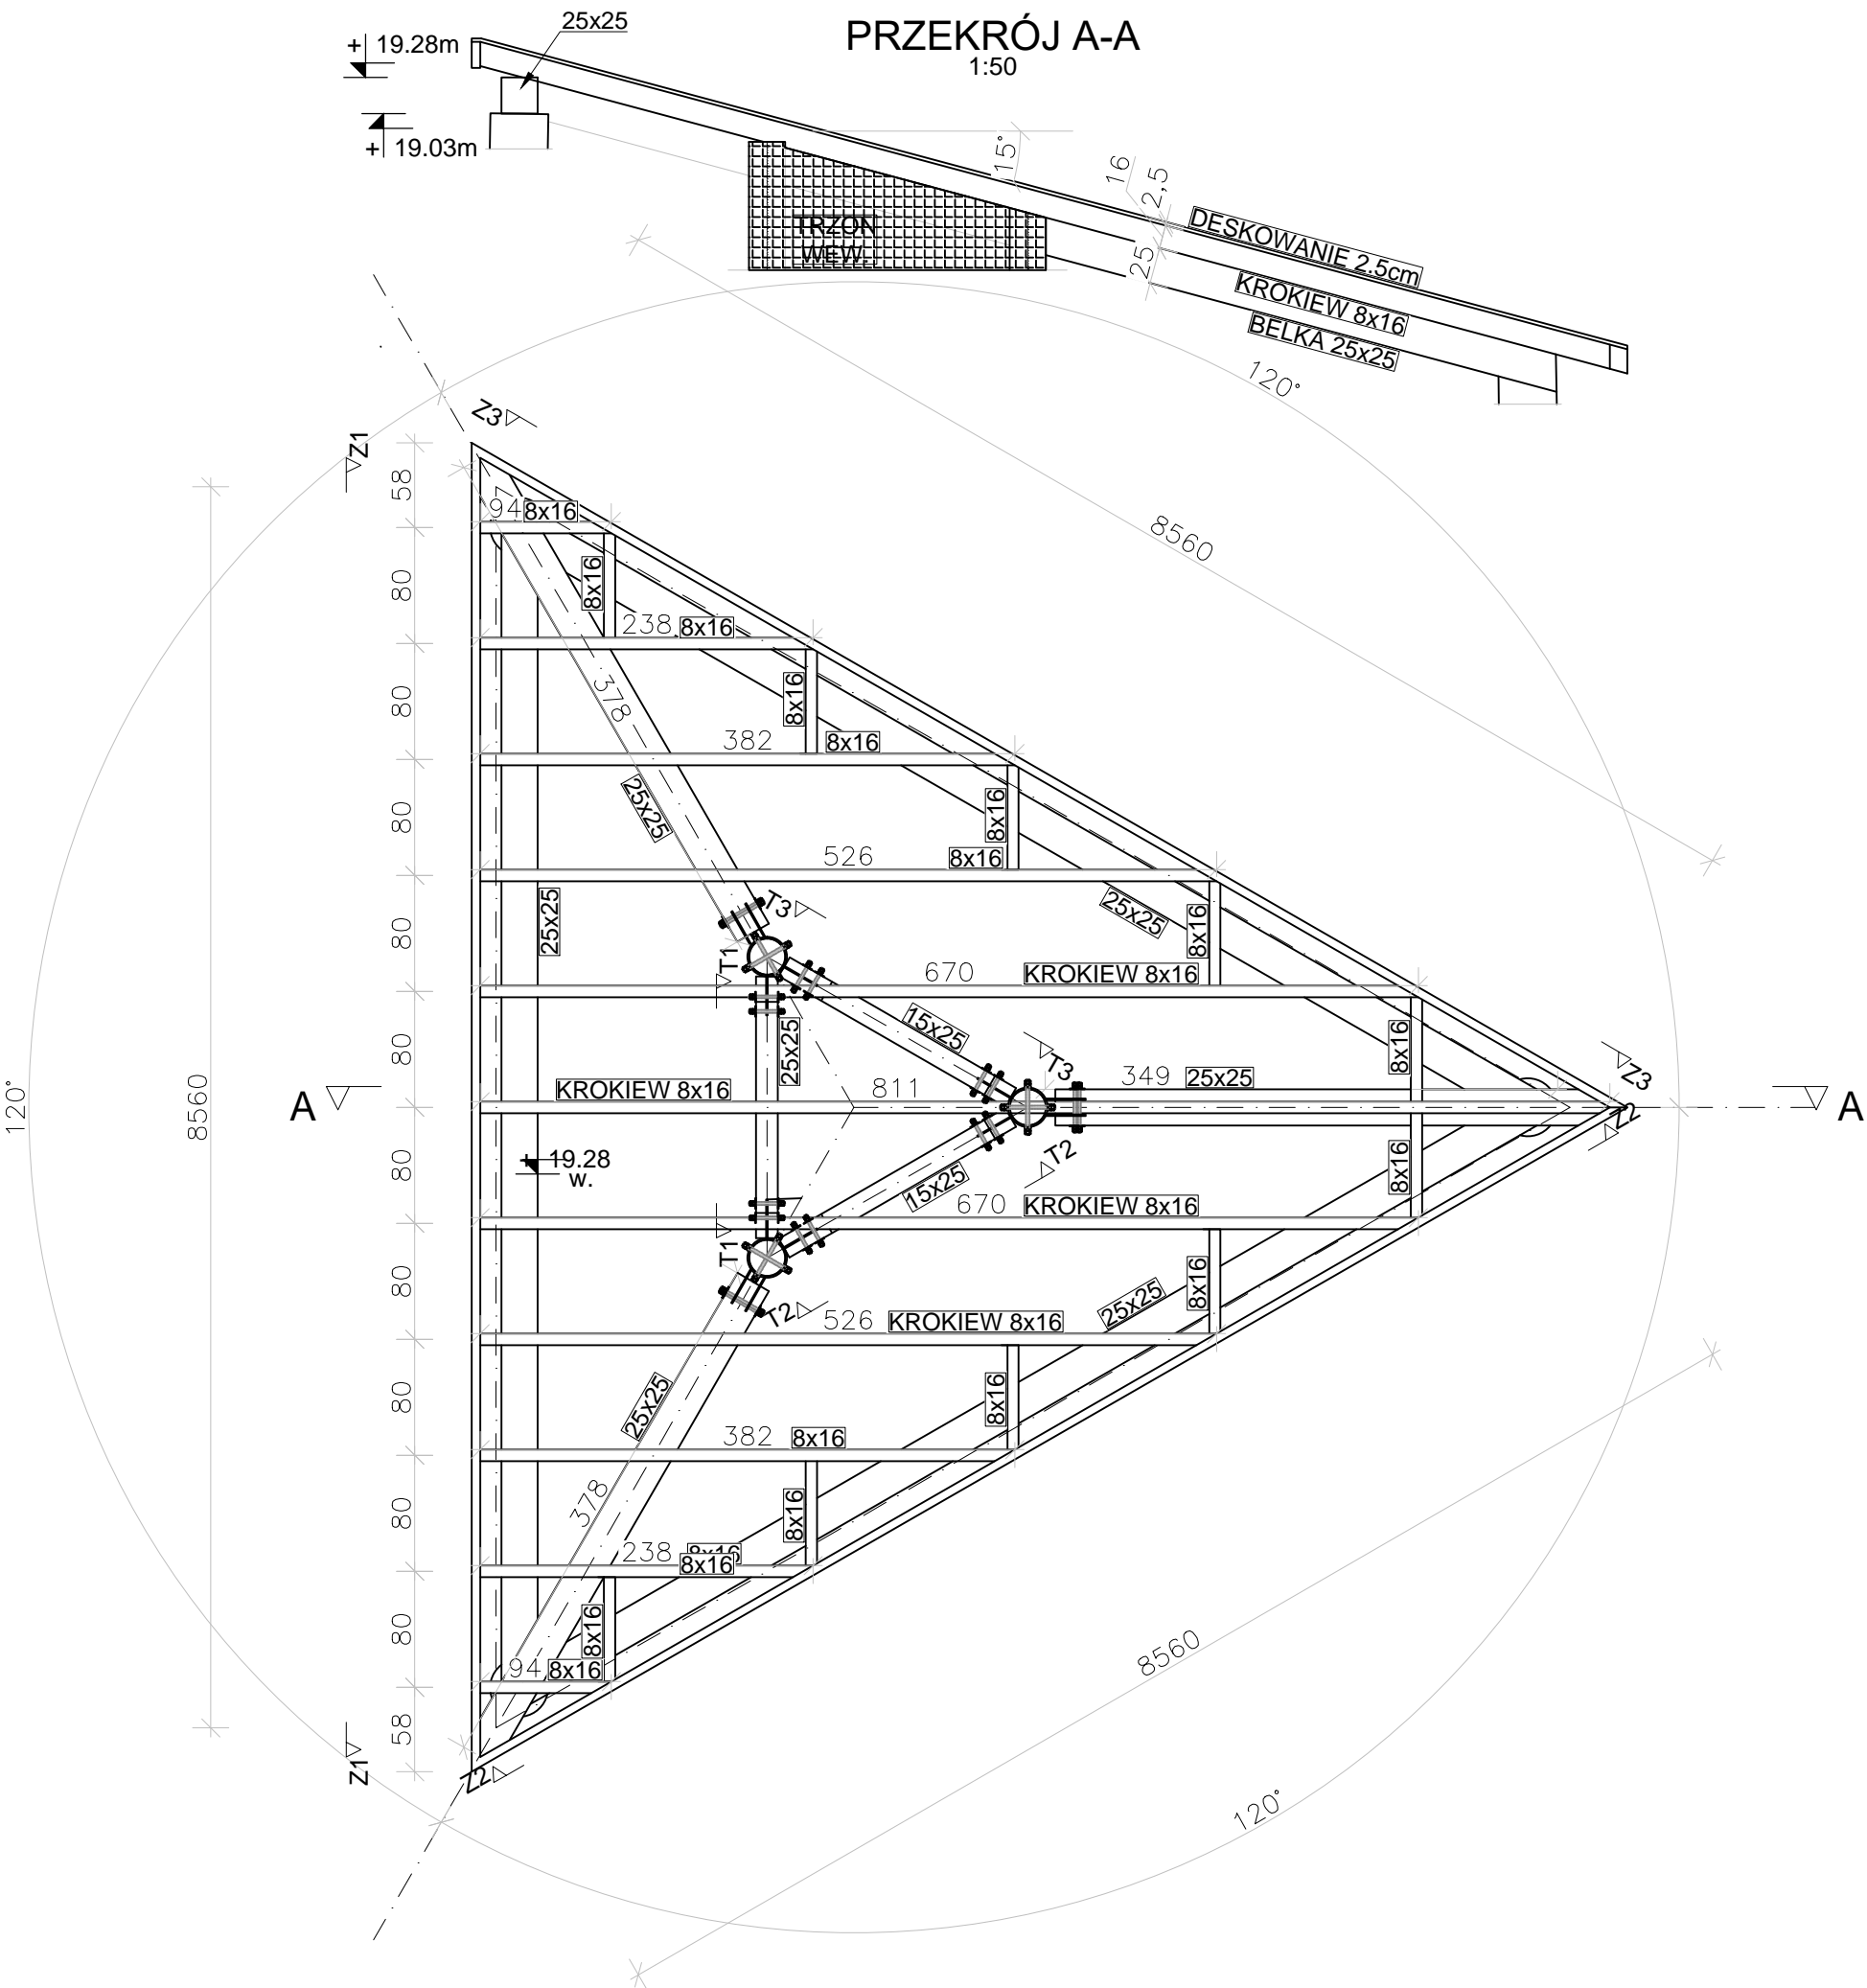 PRZEKRÓJ A-A
1:50
25x25
+ 19.28m
+ 19.03m
15°
16
2,5
25
TRZON
WEW.
DESKOWANIE 2.5cm
KROKIEW 8x16
BELKA 25x25
120°
Z3
Z1
58
94 8x16
8560
80
8x16
238 8x16
80
378
8x16
382 8x16
80
25x25
8x16
526 8x16
80
25x25
25x25
8x16
T3
T1
670 KROKIEW 8x16
80
25x25
15x25
T3
8x16
349 25x25
Z3
120°
8560
A
KROKIEW 8x16
811
Z2
A
80
+ 19.28
w.
T2
15x25
8x16
670 KROKIEW 8x16
T1
80
T2
25x25
8x16
526 KROKIEW 8x16
80
25x25
8x16
382 8x16
80
378
8x16
238 8x16
8x16
80
8x16
94 8x16
8560
58
Z1
Z2
120°